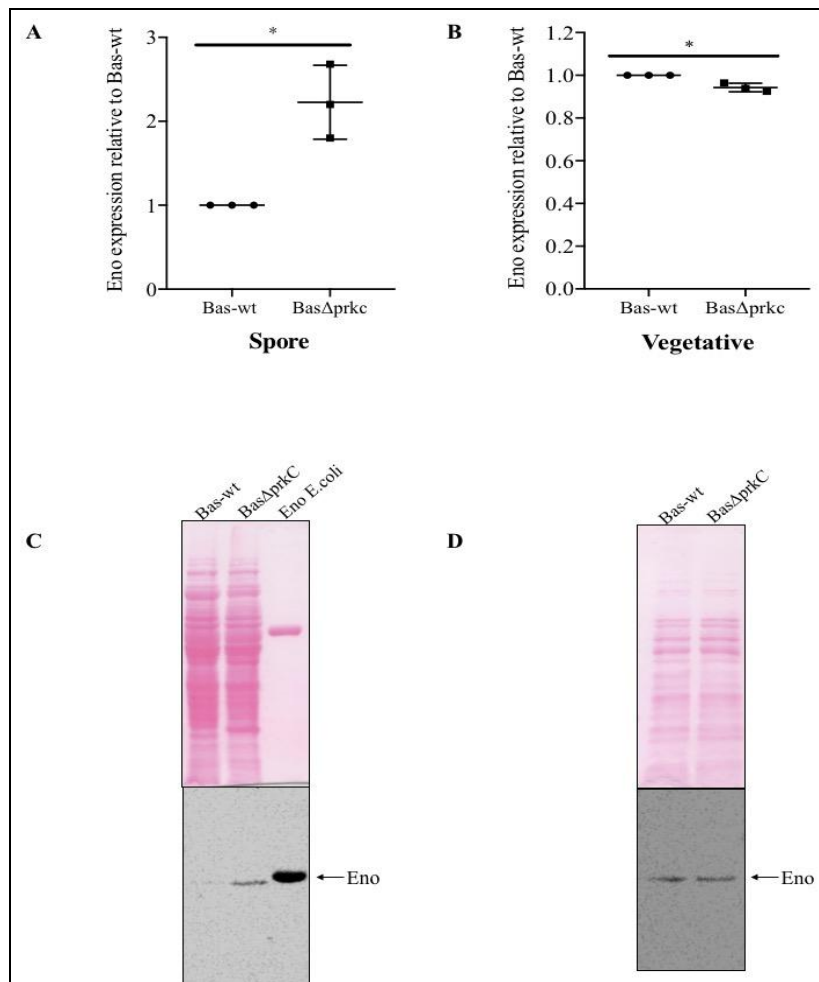 A
Eno expression relative to Bas-wt
3
2
1
0
*
Bas-wt
BasΔprkc
Spore
B
Eno expression relative to Bas-wt
1.2
1.0
0.8
0.6
0.4
0.2
0.0
*
Bas-wt
BasΔprkc
Vegetative
C
Bas-wt
BasΔprkC
Eno E.coli
Eno
D
Bas-wt
BasΔprkC
Eno